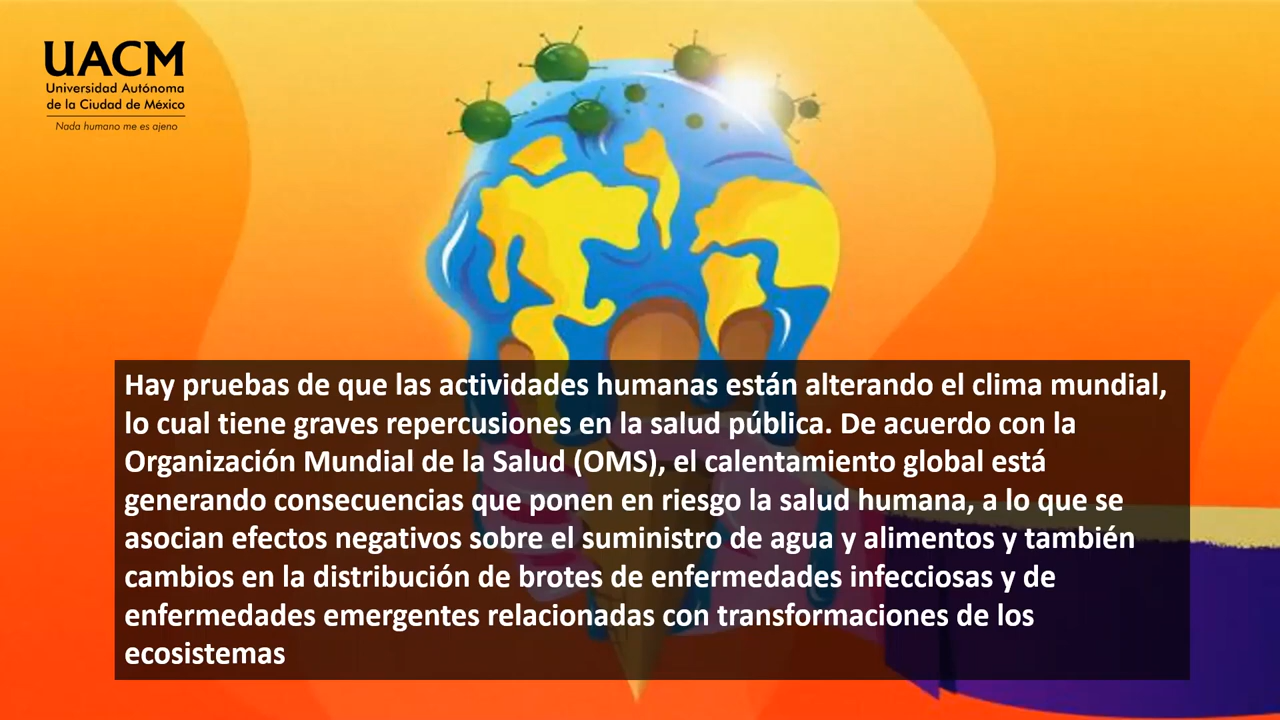 UACM
Universidad Autónoma
de la Ciudad de México
Nada humano me es ajeno
Hay pruebas de que las actividades humanas están alterando el clima mundial,
lo cual tiene graves repercusiones en la salud pública. De acuerdo con la
Organización Mundial de la Salud (OMS), el calentamiento global está
generando consecuencias que ponen en riesgo la salud humana, a lo que se
asocian efectos negativos sobre el suministro de agua y alimentos y también
cambios en la distribución de brotes de enfermedades infecciosas y de
enfermedades emergentes relacionadas con transformaciones de los
ecosistemas